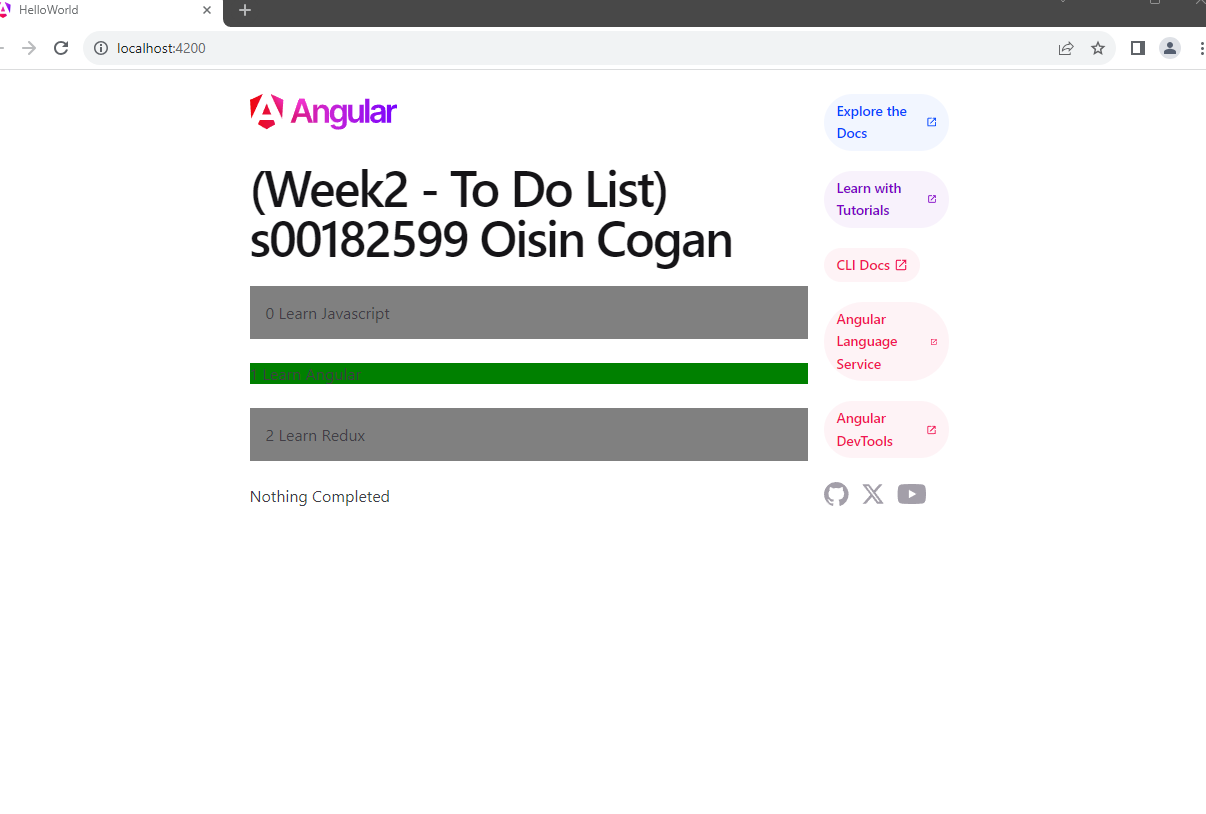 HelloWorld
localhost:4200
Angular
(Week2 - To Do List)
s00182599 Oisin Cogan
0 Learn Javascript
1 Learn Angular
2 Learn Redux
Nothing Completed
Explore the
Docs
Learn with
Tutorials
CLI Docs
Angular
Language
Service
Angular
DevTools